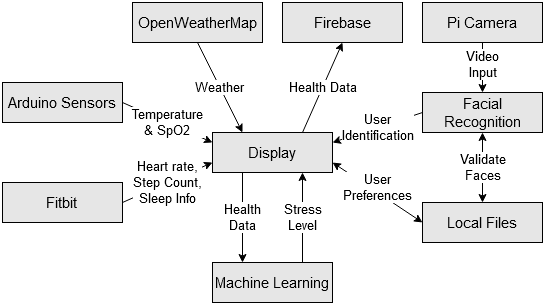 OpenWeatherMap
Firebase
Pi Camera
Weather
Health Data
Video
Input
Arduino Sensors
Temperature
& SpO2
User
Identification
Facial
Recognition
Display
Heart rate,
Step Count,
Sleep Info
Validate
Faces
Fitbit
User
Preferences
Local Files
Health
Data
Stress
Level
Machine Learning